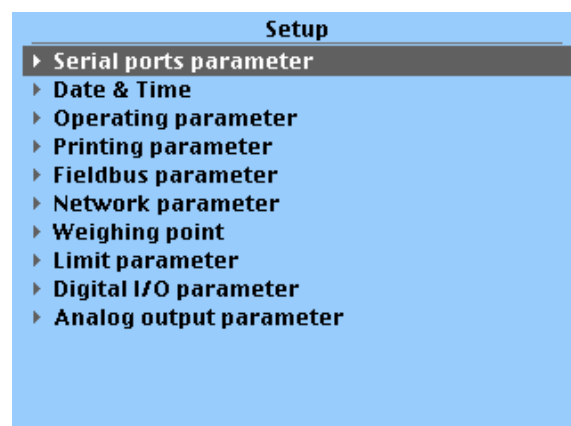 Setup
Serial ports parameter
Date & Time
Operating parameter
Printing parameter
Fieldbus parameter
Network parameter
Weighing point
Limit parameter
Digital I/O parameter
Analog output parameter